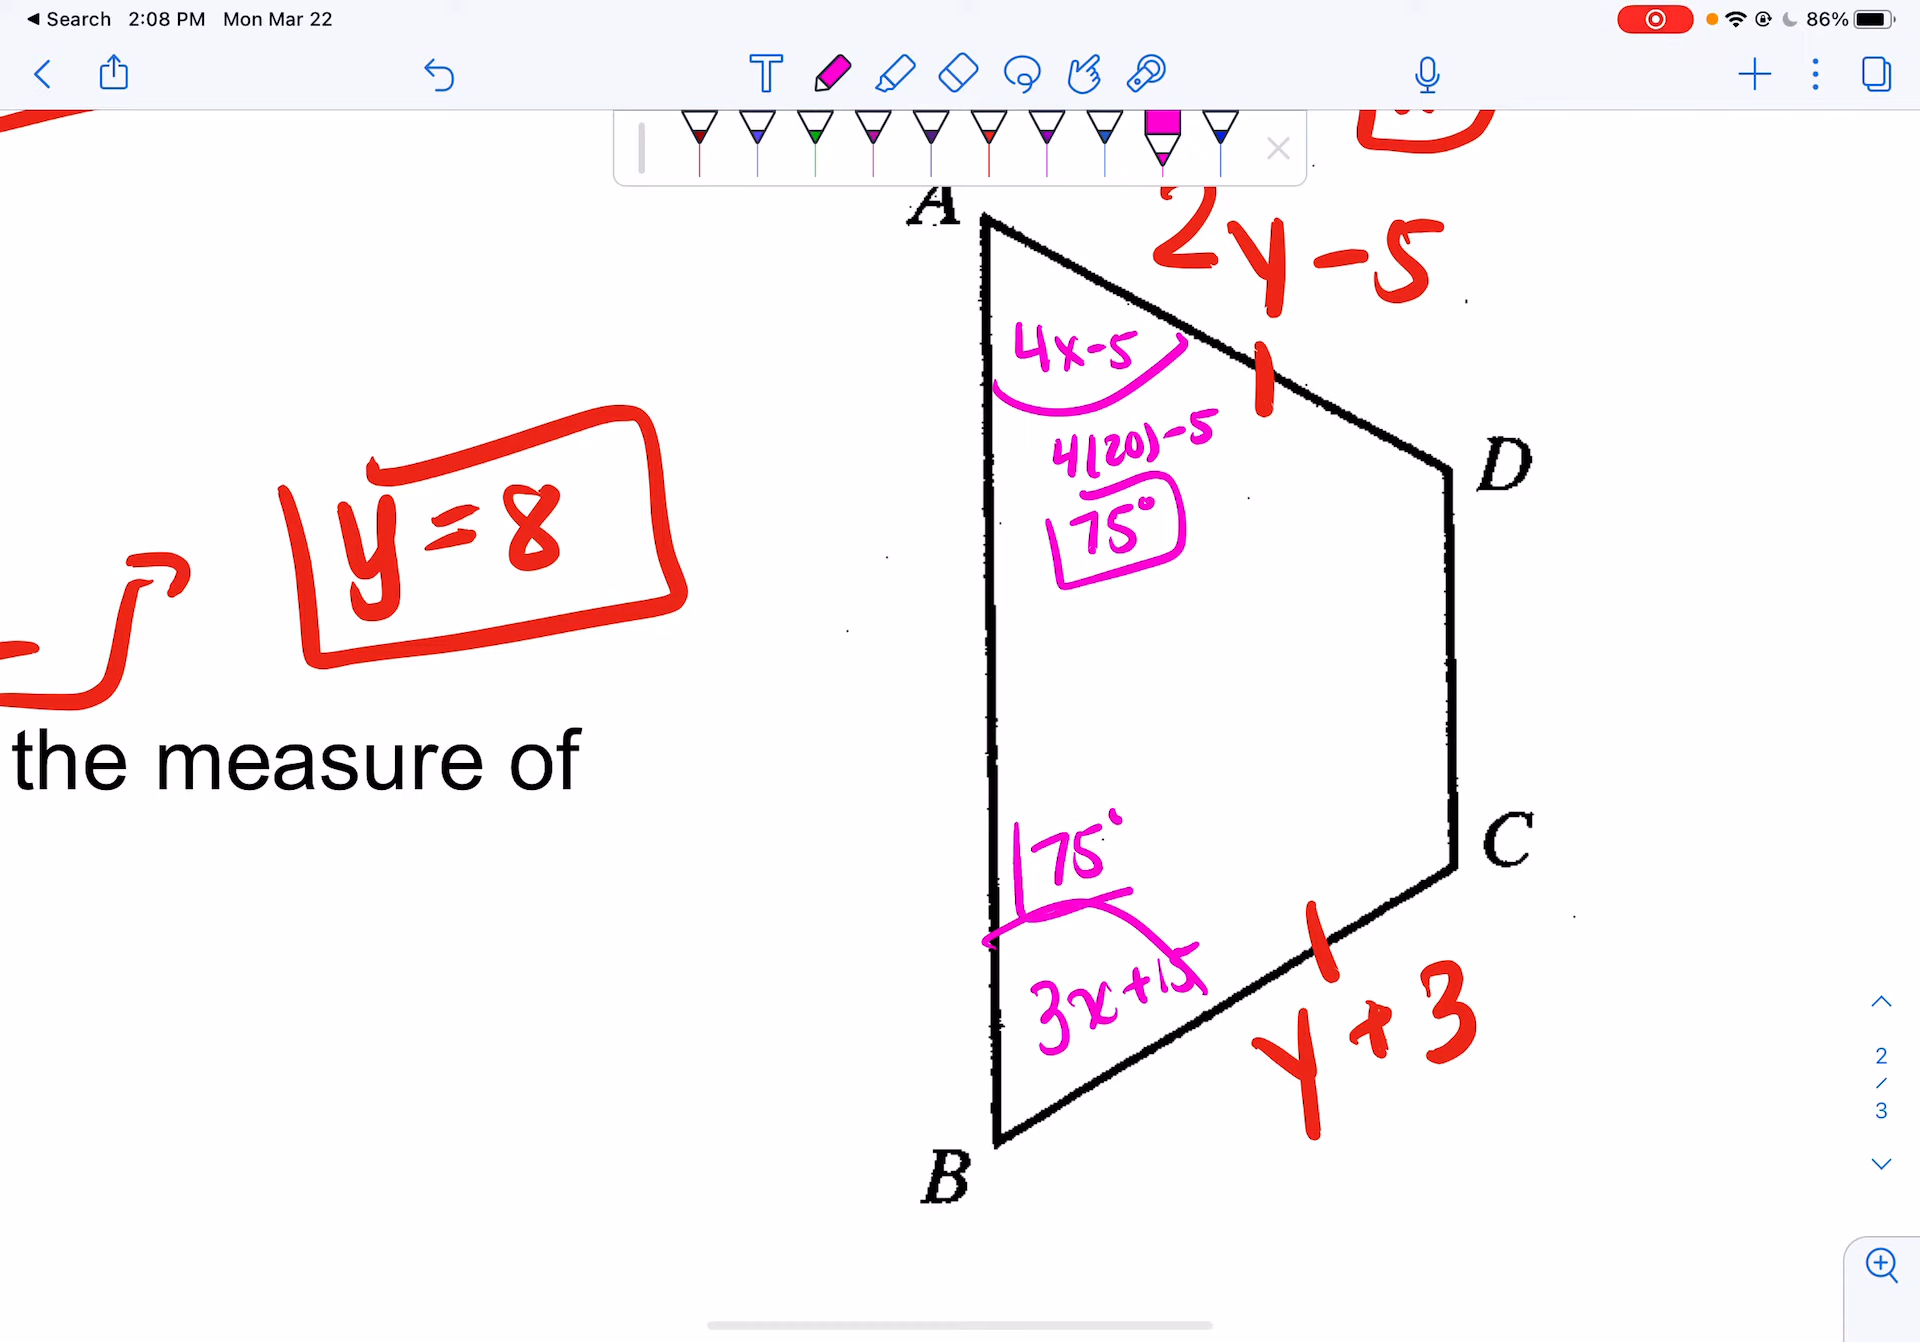 Search 2:08 PM Mon Mar 22
86%
T
A
2y-5
4x-5
4(20)-5
75°
D
y=8
the measure of
75°
C
3x+15
y+3
B
2
/
3